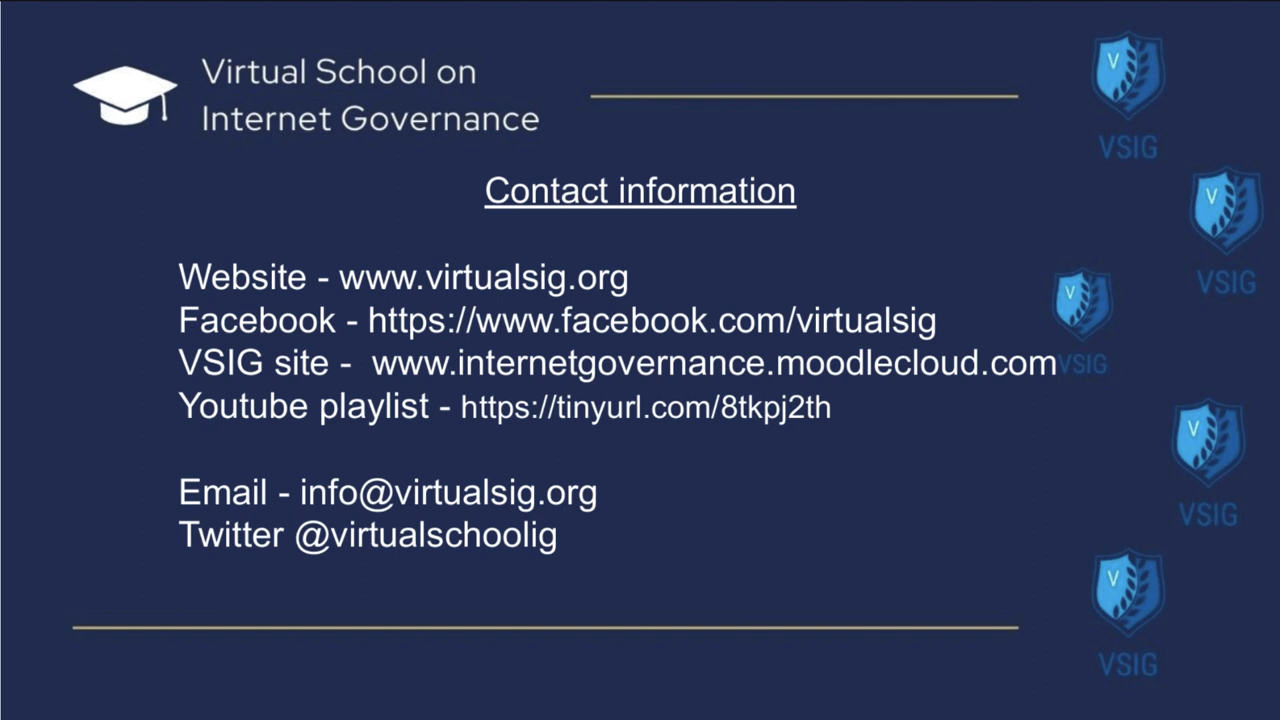 Virtual School on
Internet Governance
V
VSIG
Contact information
V
VSIG
Website - www.virtualsig.org
Facebook - https://www.facebook.com/virtualsig
V
VSIG site - www.internetgovernance.moodlecloud.com
VSIG
Youtube playlist - https://tinyurl.com/8tkpj2th
V
VSIG
Email - info@virtualsig.org
Twitter @virtualschoolig
V
VSIG